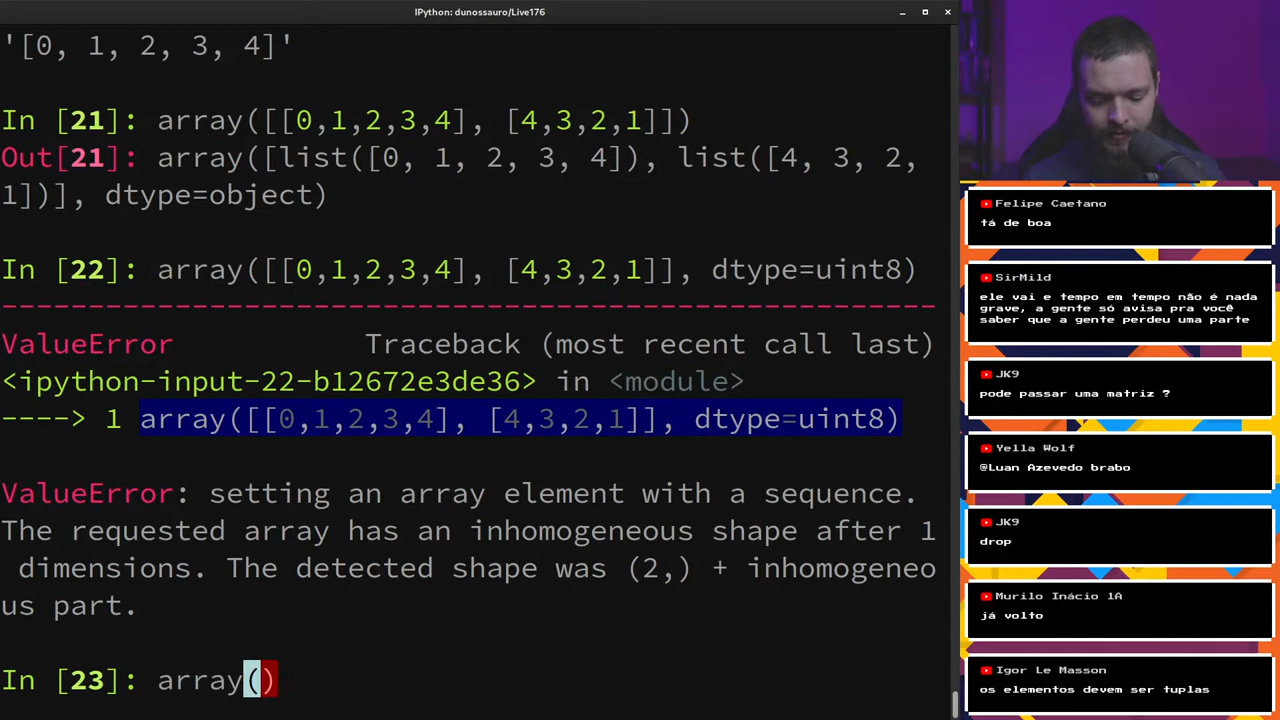 IPython: dunossauro/Live176
'[0, 1, 2, 3, 4]'
In [21]: array([[0,1,2,3,4], [4,3,2,1]])
Out[21]: array([list([0, 1, 2, 3, 4]), list([4, 3, 2,
1])], dtype=object)
In [22]: array([[0,1,2,3,4], [4,3,2,1]], dtype=uint8)
---------------------------------------------------------------------------
ValueError Traceback (most recent call last)
<ipython-input-22-b12672e3de36> in <module>
----> 1 array([[0,1,2,3,4], [4,3,2,1]], dtype=uint8)
ValueError: setting an array element with a sequence.
The requested array has an inhomogeneous shape after 1
dimensions. The detected shape was (2,) + inhomogeneo
us part.
In [23]: array()
Felipe Caetano
tá de boa
SirMild
ele vai e tempo em tempo não é nada
grave, a gente só avisa pra você
saber que a gente perdeu uma parte
JK9
pode passar uma matriz ?
Yella Wolf
@Luan Azevedo brabo
JK9
drop
Murilo Inácio 1A
já volto
Igor Le Masson
os elementos devem ser tuplas